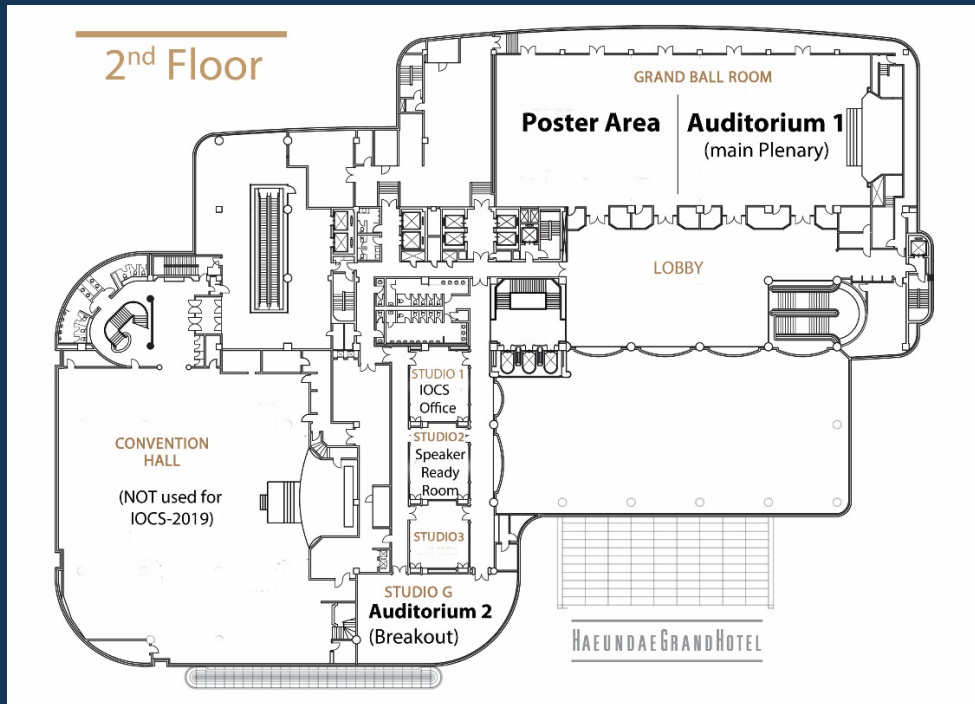 2nd Floor
GRAND BALL ROOM
Poster Area
Auditorium 1
(main Plenary)
LOBBY
STUDIO 1
IOCS
Office
STUDIO2
Speaker
Ready
Room
STUDIO3
CONVENTION
HALL
(NOT used for
IOCS-2019)
STUDIO G
Auditorium 2
(Breakout)
HAEUNDAEGRANDHOTEL